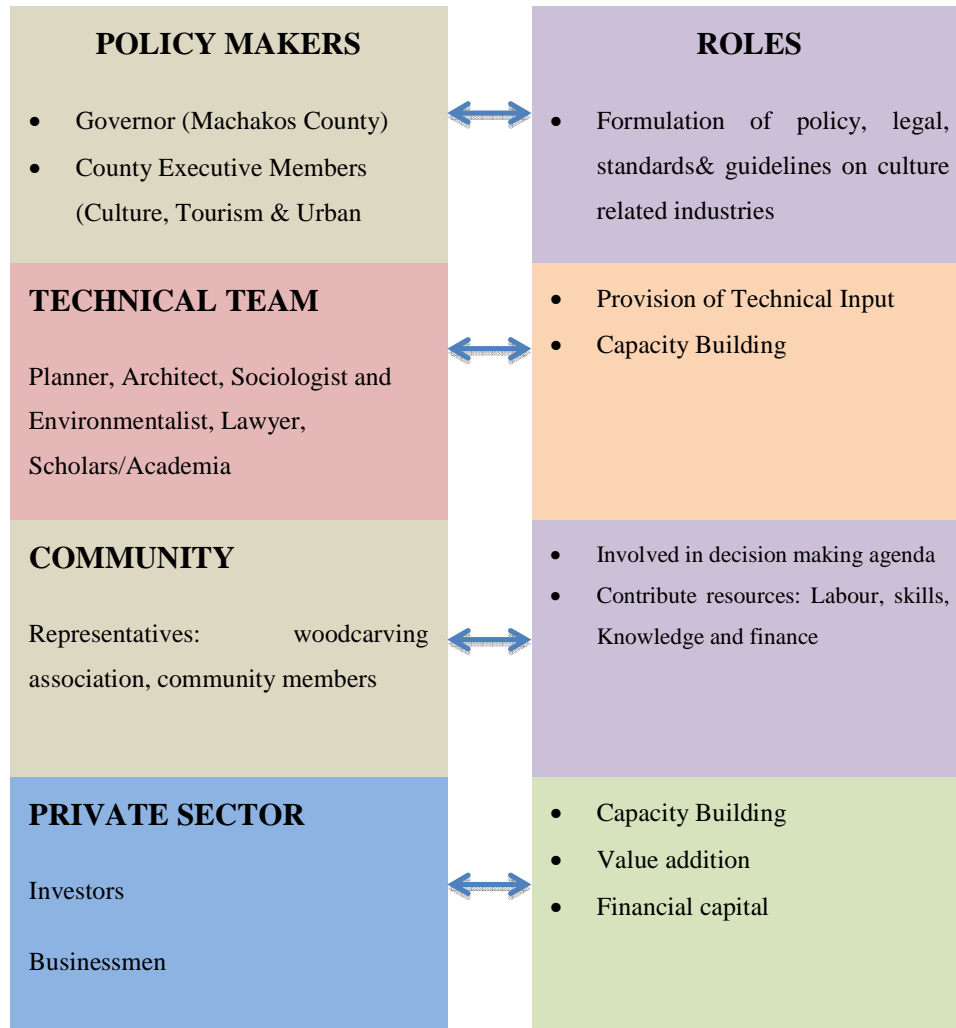 POLICY MAKERS
• Governor (Machakos County)
• County Executive Members
(Culture, Tourism & Urban
ROLES
• Formulation of policy, legal,
standards& guidelines on culture
related industries
TECHNICAL TEAM
Planner, Architect, Sociologist and
Environmentalist, Lawyer,
Scholars/Academia
• Provision of Technical Input
• Capacity Building
COMMUNITY
Representatives: woodcarving
association, community members
• Involved in decision making agenda
• Contribute resources: Labour, skills,
Knowledge and finance
PRIVATE SECTOR
Investors
Businessmen
• Capacity Building
• Value addition
• Financial capital